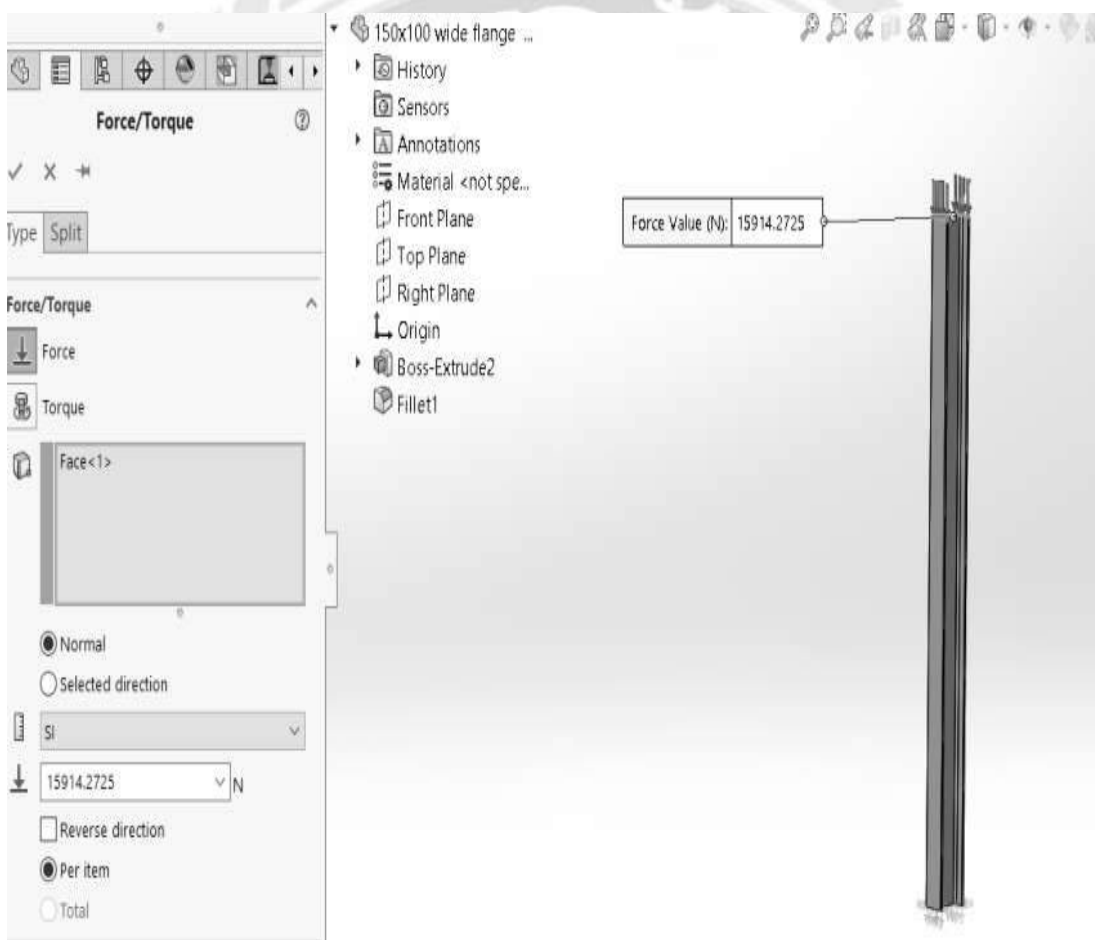 Force/Torque
Type Split
Force/Torque
Force
Torque
Face<1>
Normal
Selected direction
SI
15914.2725 N
Reverse direction
Per item
Total
150x100 wide flange ...
History
Sensors
Annotations
Material <not spe...
Front Plane
Top Plane
Right Plane
Origin
Boss-Extrude2
Fillet1
Force Value (N): 15914.2725